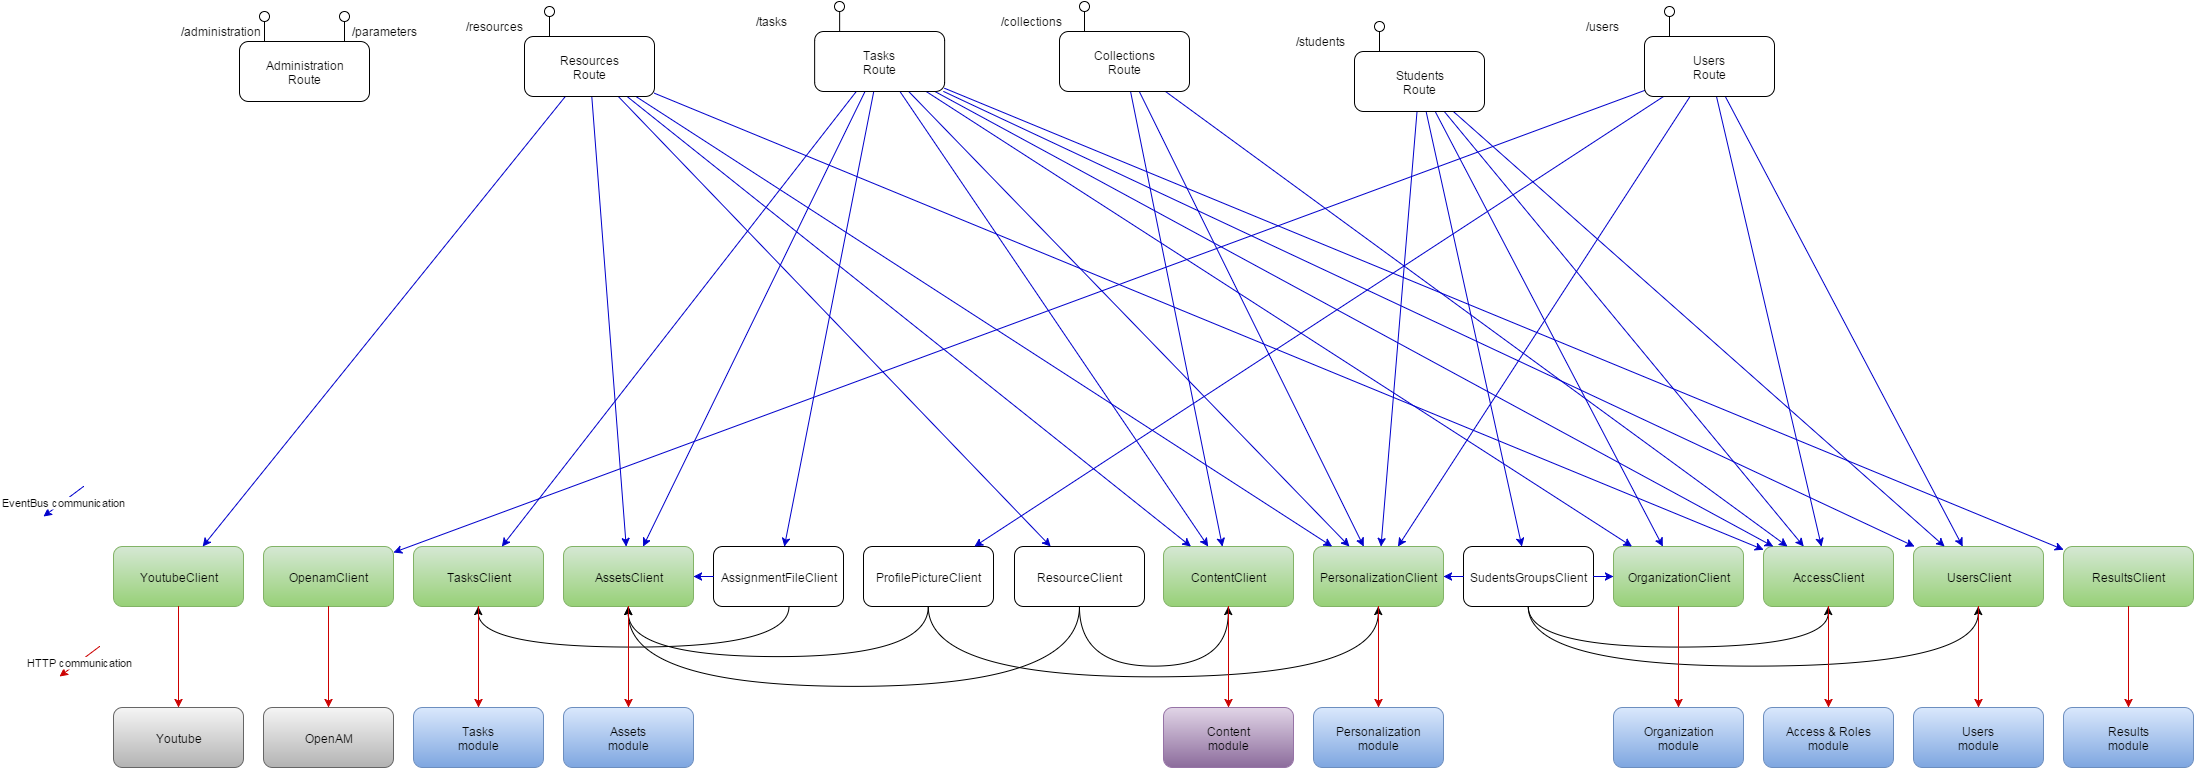 /administration
/parameters
/resources
/tasks
/collections
/students
/users
Administration
Route
Resources
Route
Tasks
Route
Collections
Route
Students
Route
Users
Route
EventBus communication
YoutubeClient
OpenamClient
TasksClient
AssetsClient
AssignmentFileClient
ProfilePictureClient
ResourceClient
ContentClient
PersonalizationClient
SudentsGroupsClient
OrganizationClient
AccessClient
UsersClient
ResultsClient
HTTP communication
Youtube
OpenAM
Tasks
module
Assets
module
Content
module
Personalization
module
Organization
module
Access & Roles
module
Users
module
Results
module